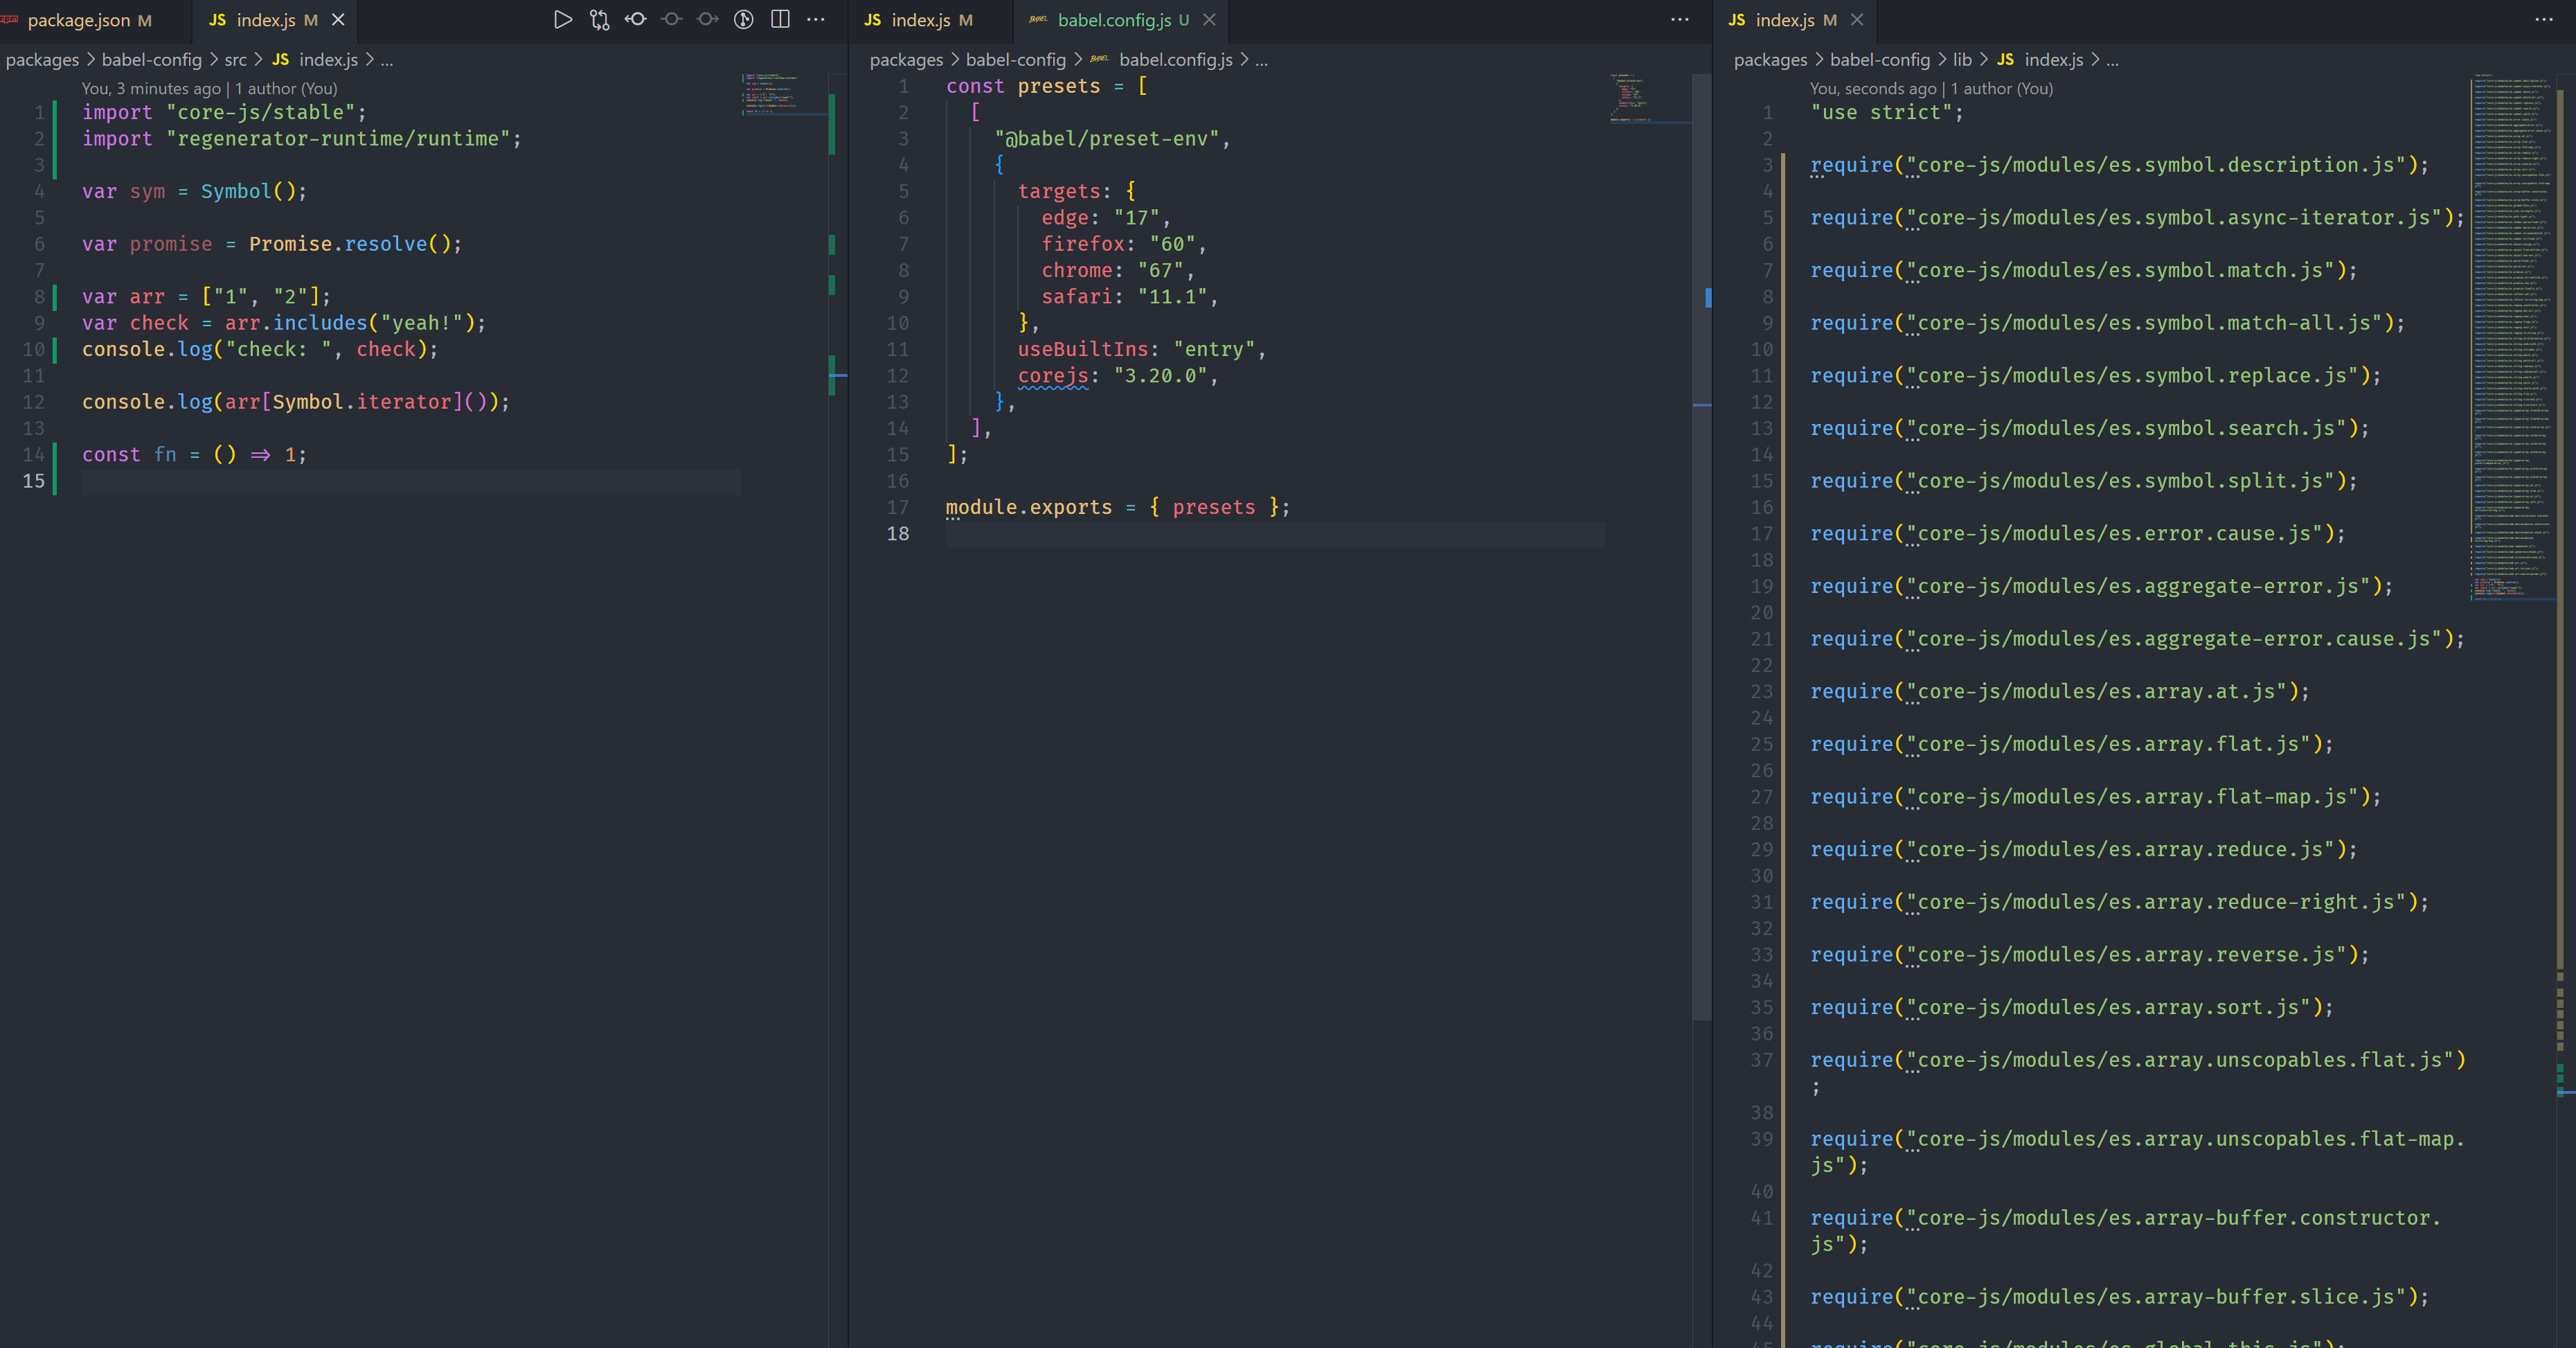 package.json M
JS index.js M
packages > babel-config > src > JS index.js > ...
You, 3 minutes ago | 1 author (You)
1 import "core-js/stable";
2 import "regenerator-runtime/runtime";
3
4 var sym = Symbol();
5
6 var promise = Promise.resolve();
7
8 var arr = ["1", "2"];
9 var check = arr.includes("yeah!");
10 console.log("check: ", check);
11
12 console.log(arr[Symbol.iterator]());
13
14 const fn = () => 1;
15
JS index.js M
BABEL babel.config.js U
packages > babel-config > BABEL babel.config.js > ...
1 const presets = [
2 [
3 "@babel/preset-env",
4 {
5 targets: {
6 edge: "17",
7 firefox: "60",
8 chrome: "67",
9 safari: "11.1",
10 },
11 useBuiltIns: "entry",
12 corejs: "3.20.0",
13 },
14 ],
15 ];
16
17 module.exports = { presets };
18
JS index.js M
packages > babel-config > lib > JS index.js > ...
You, seconds ago | 1 author (You)
1 "use strict";
2
3 require("core-js/modules/es.symbol.description.js");
4
5 require("core-js/modules/es.symbol.async-iterator.js");
6
7 require("core-js/modules/es.symbol.match.js");
8
9 require("core-js/modules/es.symbol.match-all.js");
10
11 require("core-js/modules/es.symbol.replace.js");
12
13 require("core-js/modules/es.symbol.search.js");
14
15 require("core-js/modules/es.symbol.split.js");
16
17 require("core-js/modules/es.error.cause.js");
18
19 require("core-js/modules/es.aggregate-error.js");
20
21 require("core-js/modules/es.aggregate-error.cause.js");
22
23 require("core-js/modules/es.array.at.js");
24
25 require("core-js/modules/es.array.flat.js");
26
27 require("core-js/modules/es.array.flat-map.js");
28
29 require("core-js/modules/es.array.reduce.js");
30
31 require("core-js/modules/es.array.reduce-right.js");
32
33 require("core-js/modules/es.array.reverse.js");
34
35 require("core-js/modules/es.array.sort.js");
36
37 require("core-js/modules/es.array.unscopables.flat.js")
;
38
39 require("core-js/modules/es.array.unscopables.flat-map.
js");
40
41 require("core-js/modules/es.array-buffer.constructor.
js");
42
43 require("core-js/modules/es.array-buffer.slice.js");
44
45 require("core-js/modules/es.global-this.js");